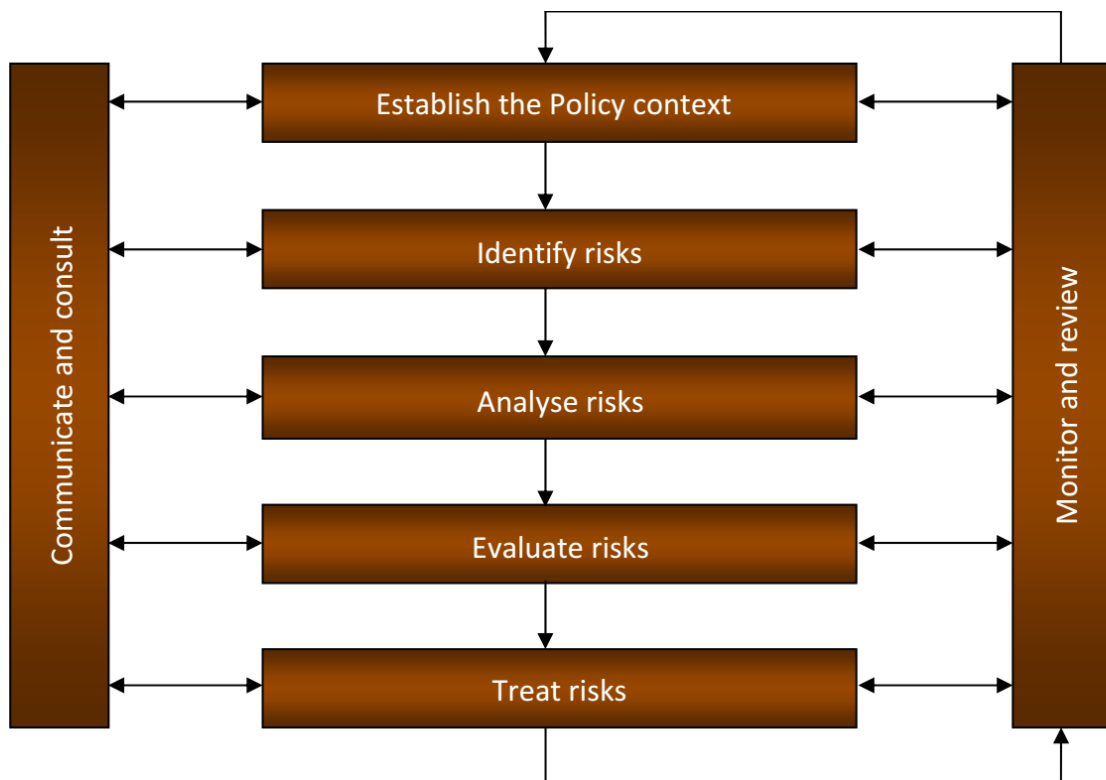 Establish the Policy context
Identify risks
Analyse risks
Evaluate risks
Treat risks
Communicate and consult
Monitor and review